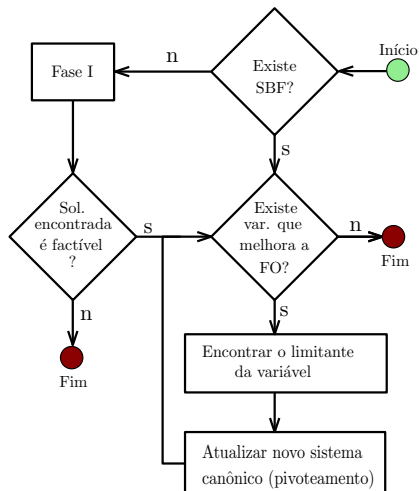 Início
Existe
SBF?
n
Fase I
s
Sol.
encontrada
é factível
?
s
Existe
var. que
melhora a
FO?
n
Fim
n
Fim
s
Encontrar o limitante
da variável
Atualizar novo sistema
canônico (pivoteamento)